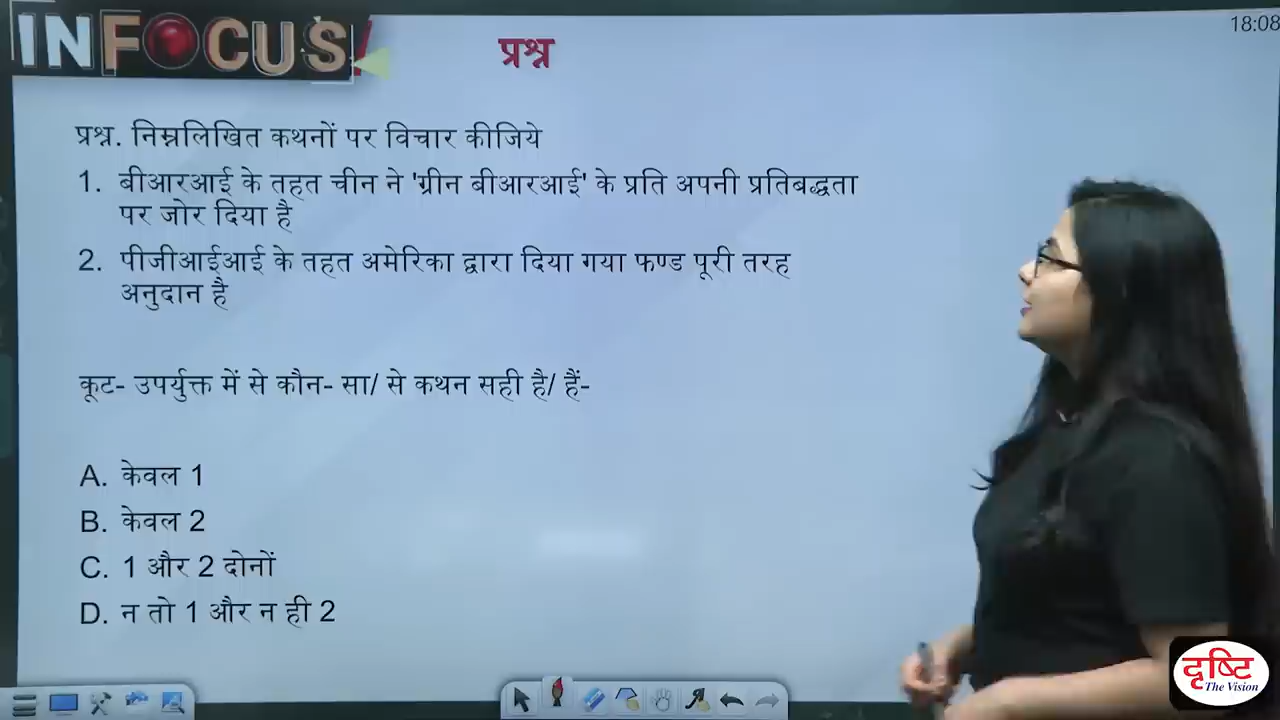 INFOCUS!
प्रश्न
18:08
प्रश्न. निम्नलिखित कथनों पर विचार कीजिये
1. बीआरआई के तहत चीन ने 'ग्रीन बीआरआई' के प्रति अपनी प्रतिबद्धता
पर जोर दिया है
2. पीजीआईआई के तहत अमेरिका द्वारा दिया गया फण्ड पूरी तरह
अनुदान है
कूट- उपर्युक्त में से कौन- सा/ से कथन सही है/ हैं-
A. केवल 1
B. केवल 2
C. 1 और 2 दोनों
D. न तो 1 और न ही 2
दृष्टि
The Vision